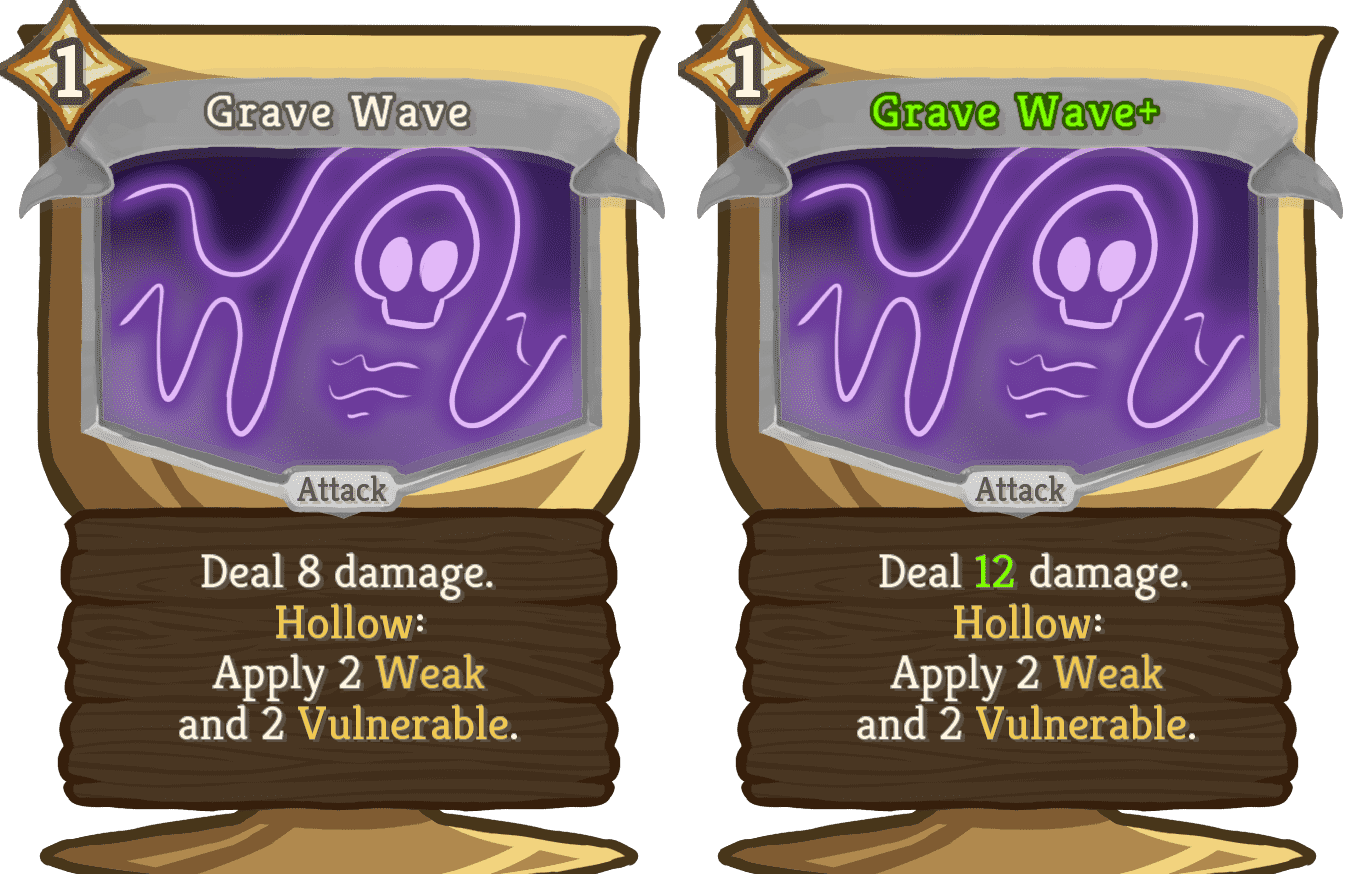 1
Grave Wave
Attack
Deal 8 damage.
Hollow:
Apply 2 Weak
and 2 Vulnerable.
1
Grave Wave+
Attack
Deal 12 damage.
Hollow:
Apply 2 Weak
and 2 Vulnerable.